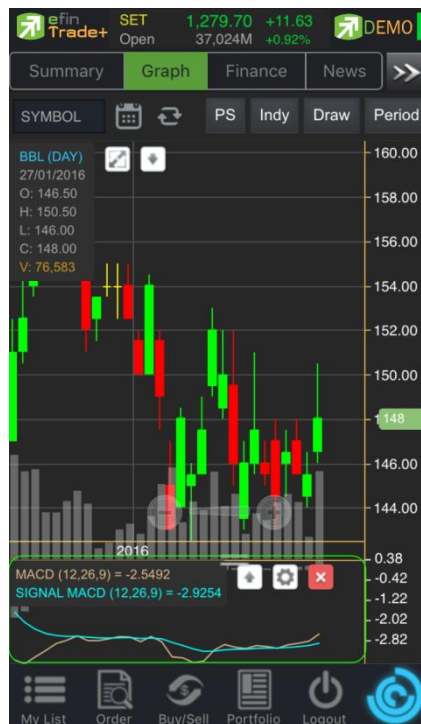 efin
Trade+
SET 1,279.70 +11.63
Open 37,024M +0.92%
DEMO
Summary Graph Finance News >>
SYMBOL PS Indy Draw Period
BBL (DAY)
27/01/2016
O: 146.50
H: 150.50
L: 146.00
C: 148.00
V: 76,583
160.00
158.00
156.00
154.00
152.00
150.00
148
146.00
144.00
2016
0.38
MACD (12,26,9) = -2.5492
-0.42
SIGNAL MACD (12,26,9) = -2.9254
-1.22
-2.02
-2.82
My List Order Buy/Sell Portfolio Logout